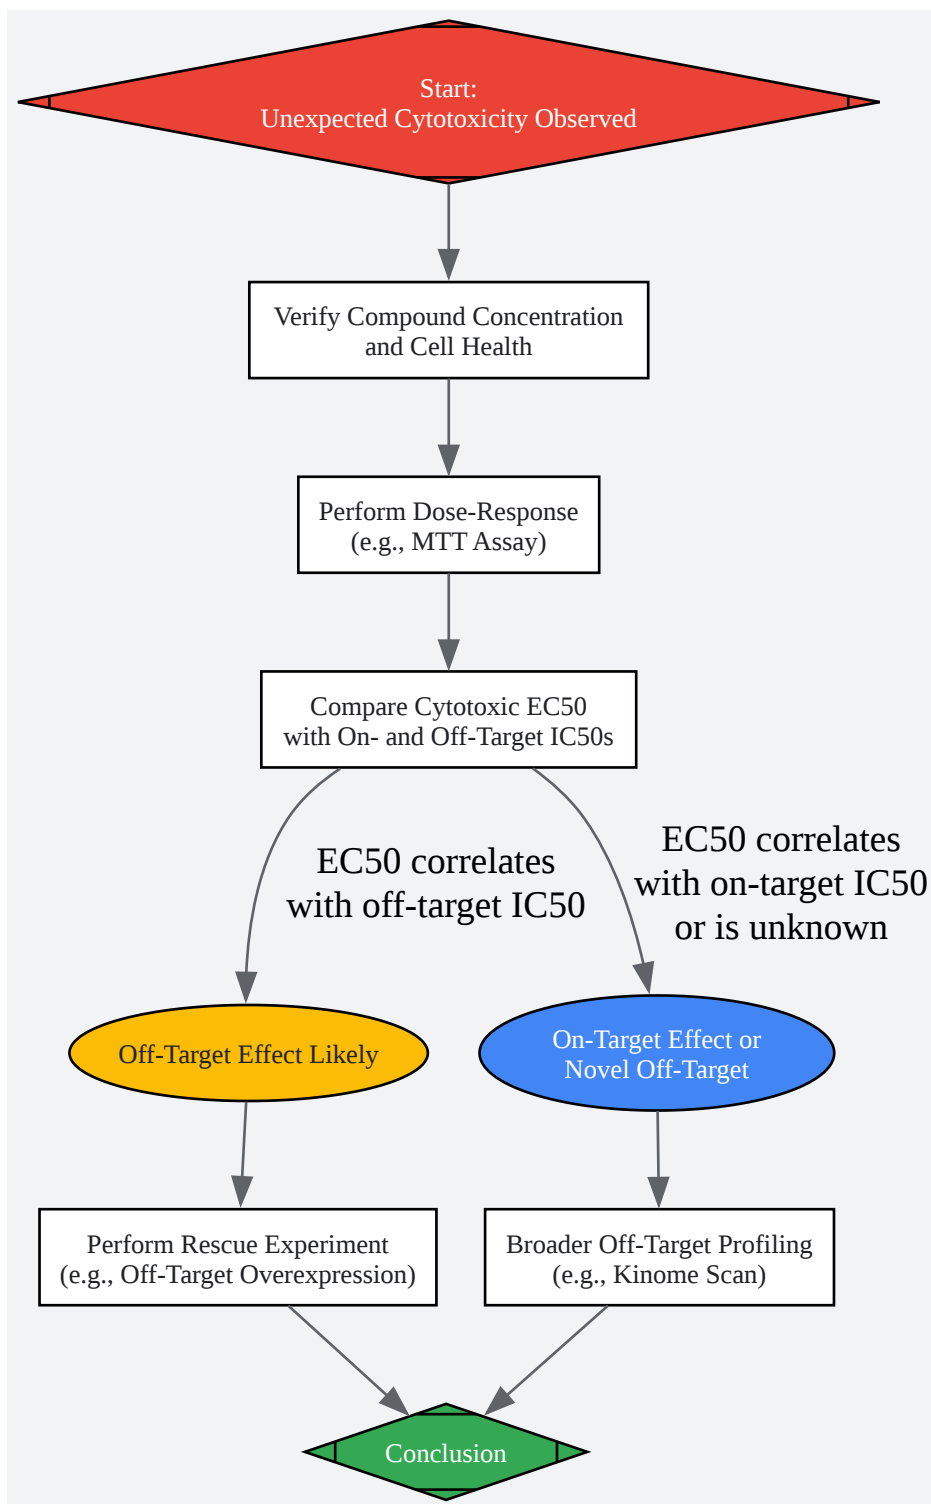 Start:
Unexpected Cytotoxicity Observed
Verify Compound Concentration
and Cell Health
Perform Dose-Response
(e.g., MTT Assay)
Compare Cytotoxic EC50
with On- and Off-Target IC50s
EC50 correlates
with off-target IC50
EC50 correlates
with on-target IC50
or is unknown
Off-Target Effect Likely
On-Target Effect or
Novel Off-Target
Perform Rescue Experiment
(e.g., Off-Target Overexpression)
Broader Off-Target Profiling
(e.g., Kinome Scan)
Conclusion